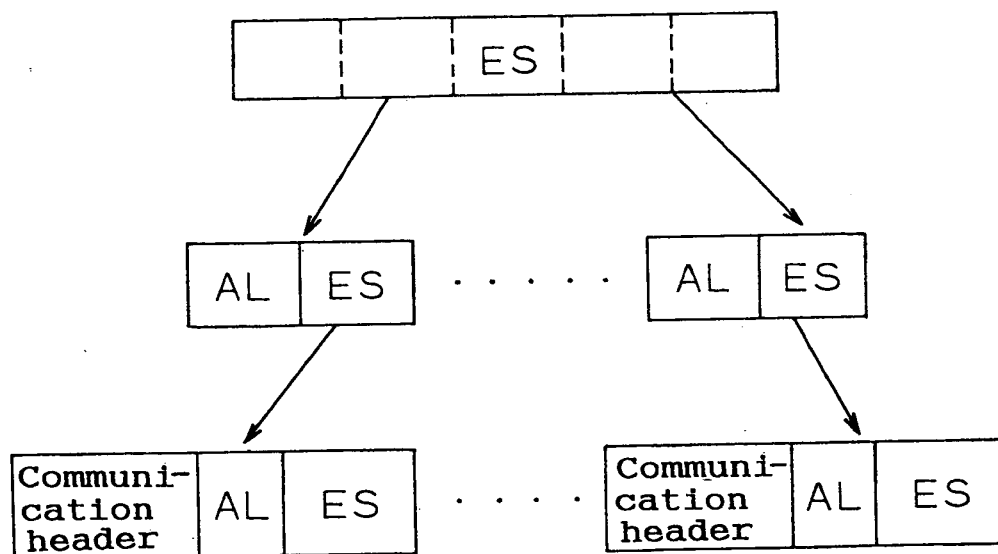 ES
AL ES · · · · · AL ES
Communi-
cation
header
AL ES · · · · ·
Communi-
cation
header
AL ES